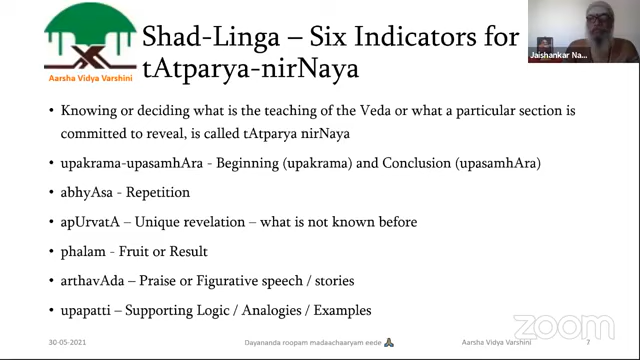 Shad-Linga – Six Indicators for
tAtparya-nirNaya
Jaishankar Na...
Aarsha Vidya Varshini
• Knowing or deciding what is the teaching of the Veda or what a particular section is
committed to reveal, is called tAtparya nirNaya
• upakrama-upasamhAra - Beginning (upakrama) and Conclusion (upasamhAra)
• abhyAsa - Repetition
• apUrvatA – Unique revelation – what is not known before
• phalam - Fruit or Result
• arthavAda – Praise or Figurative speech / stories
• upapatti – Supporting Logic / Analogies / Examples
zoom
30-05-2021 Dayananda roopam madaachaaryam eede 🙏 Aarsha Vidya Varshini 7